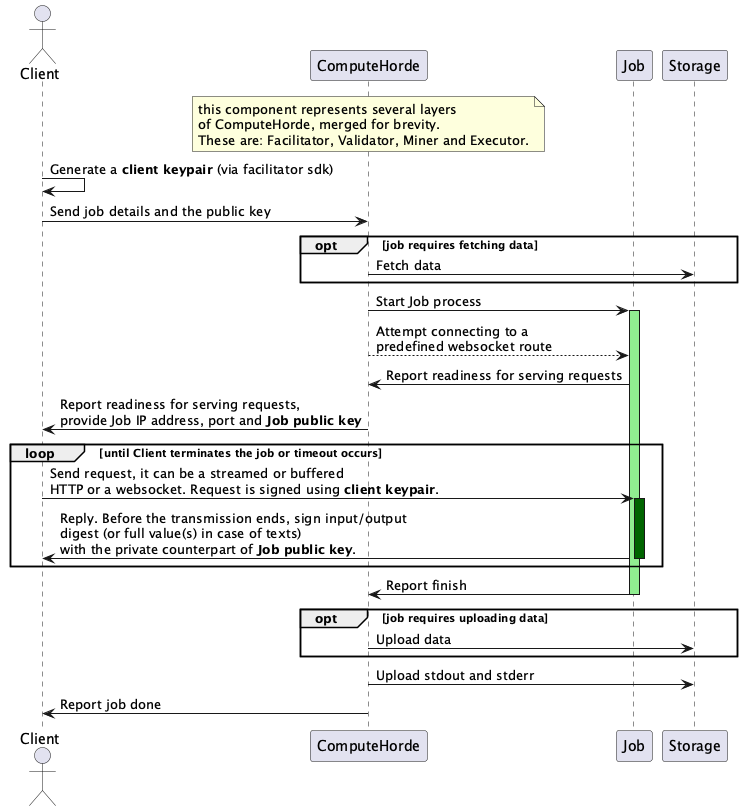 Client
ComputeHorde
Job
Storage
this component represents several layers
of ComputeHorde, merged for brevity.
These are: Facilitator, Validator, Miner and Executor.
Generate a client keypair (via facilitator sdk)
Send job details and the public key
opt [job requires fetching data]
Fetch data
Start Job process
Attempt connecting to a
predefined websocket route
Report readiness for serving requests
Report readiness for serving requests,
provide Job IP address, port and Job public key
loop [until Client terminates the job or timeout occurs]
Send request, it can be a streamed or buffered
HTTP or a websocket. Request is signed using client keypair.
Reply. Before the transmission ends, sign input/output
digest (or full value(s) in case of texts)
with the private counterpart of Job public key.
Report finish
opt [job requires uploading data]
Upload data
Upload stdout and stderr
Report job done
Client
ComputeHorde
Job
Storage